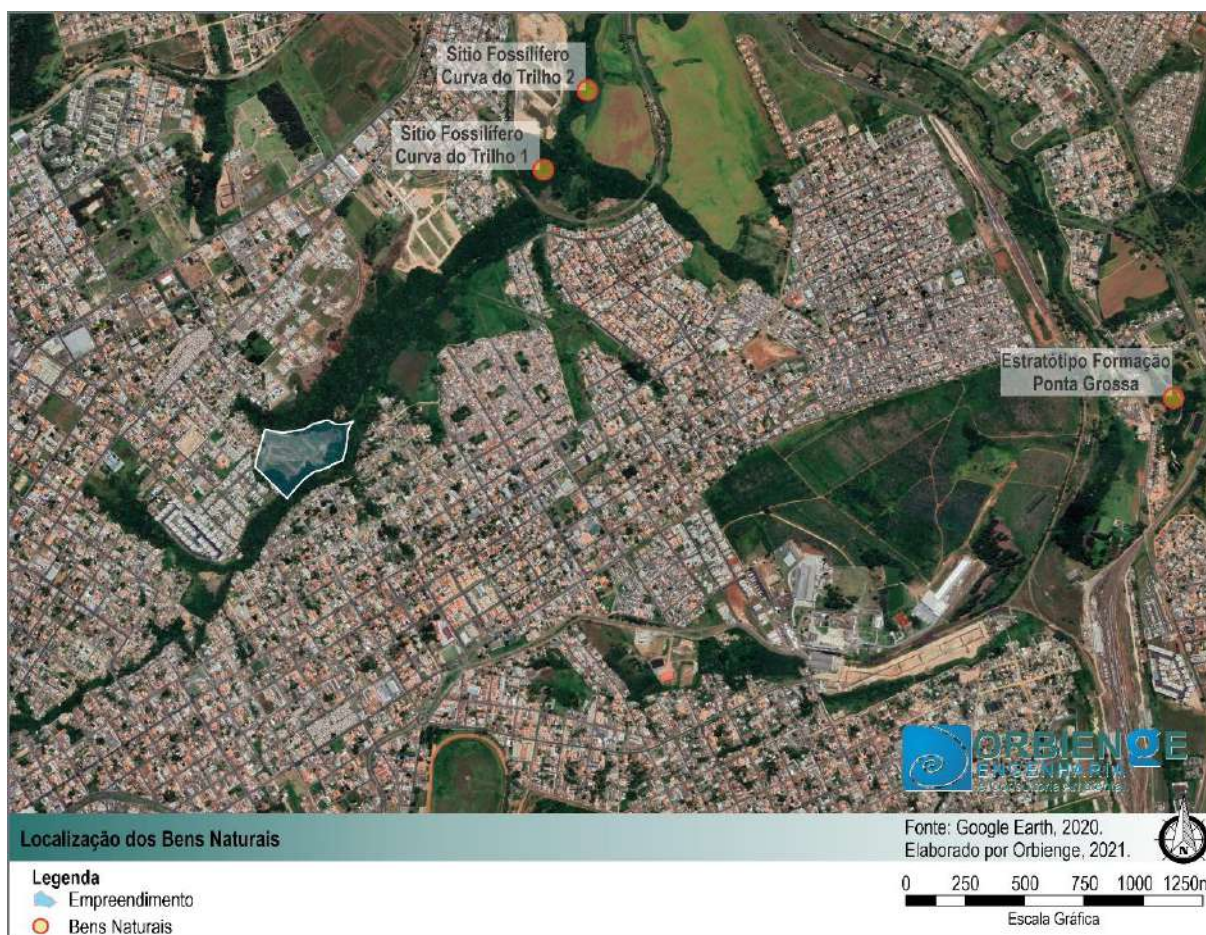 Sítio Fossilífero
Curva do Trilho 2
Sítio Fossilífero
Curva do Trilho 1
Estratótipo Formação
Ponta Grossa
ORBIENGE
ENGENHARIA
Localização dos Bens Naturais
Fonte: Google Earth, 2020.
Elaborado por Orbienge, 2021.
N
Legenda
Empreendimento
Bens Naturais
0 250 500 750 1000 1250m
Escala Gráfica